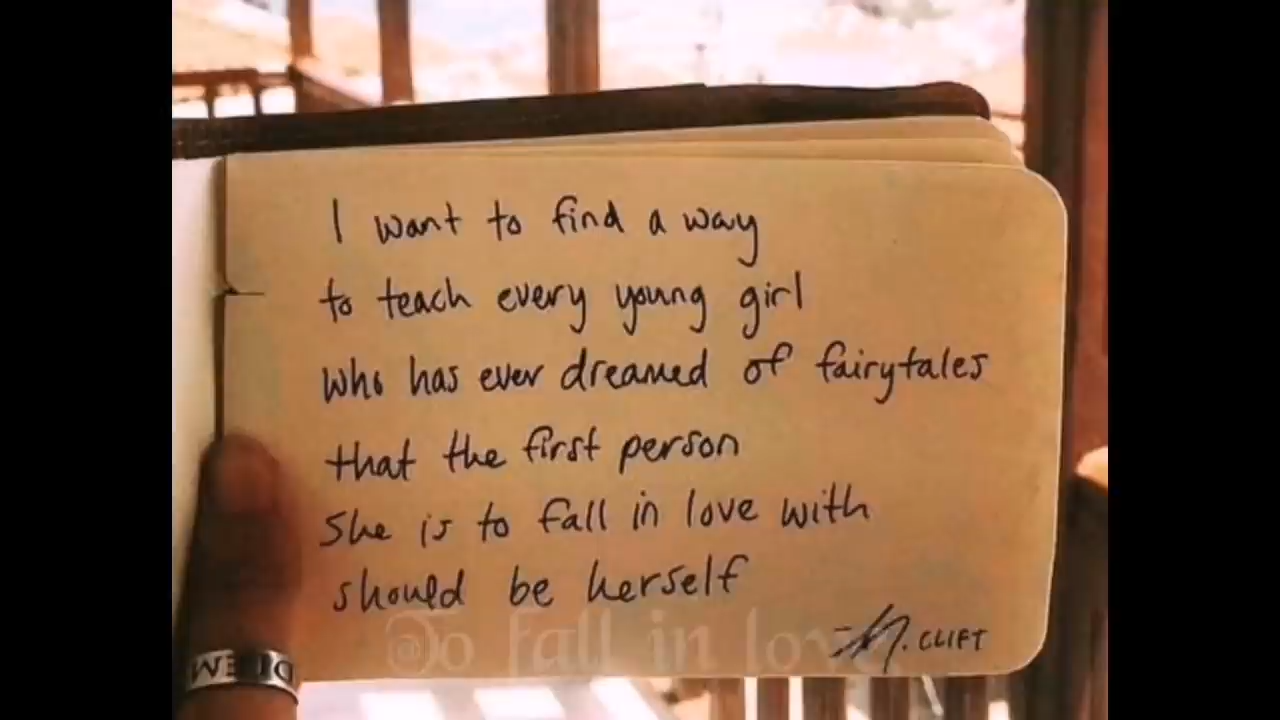 I want to find a way
to teach every young girl
who has ever dreamed of fairytales
that the first person
she is to fall in love with
should be herself
@To fall in love
- M. CLIFT